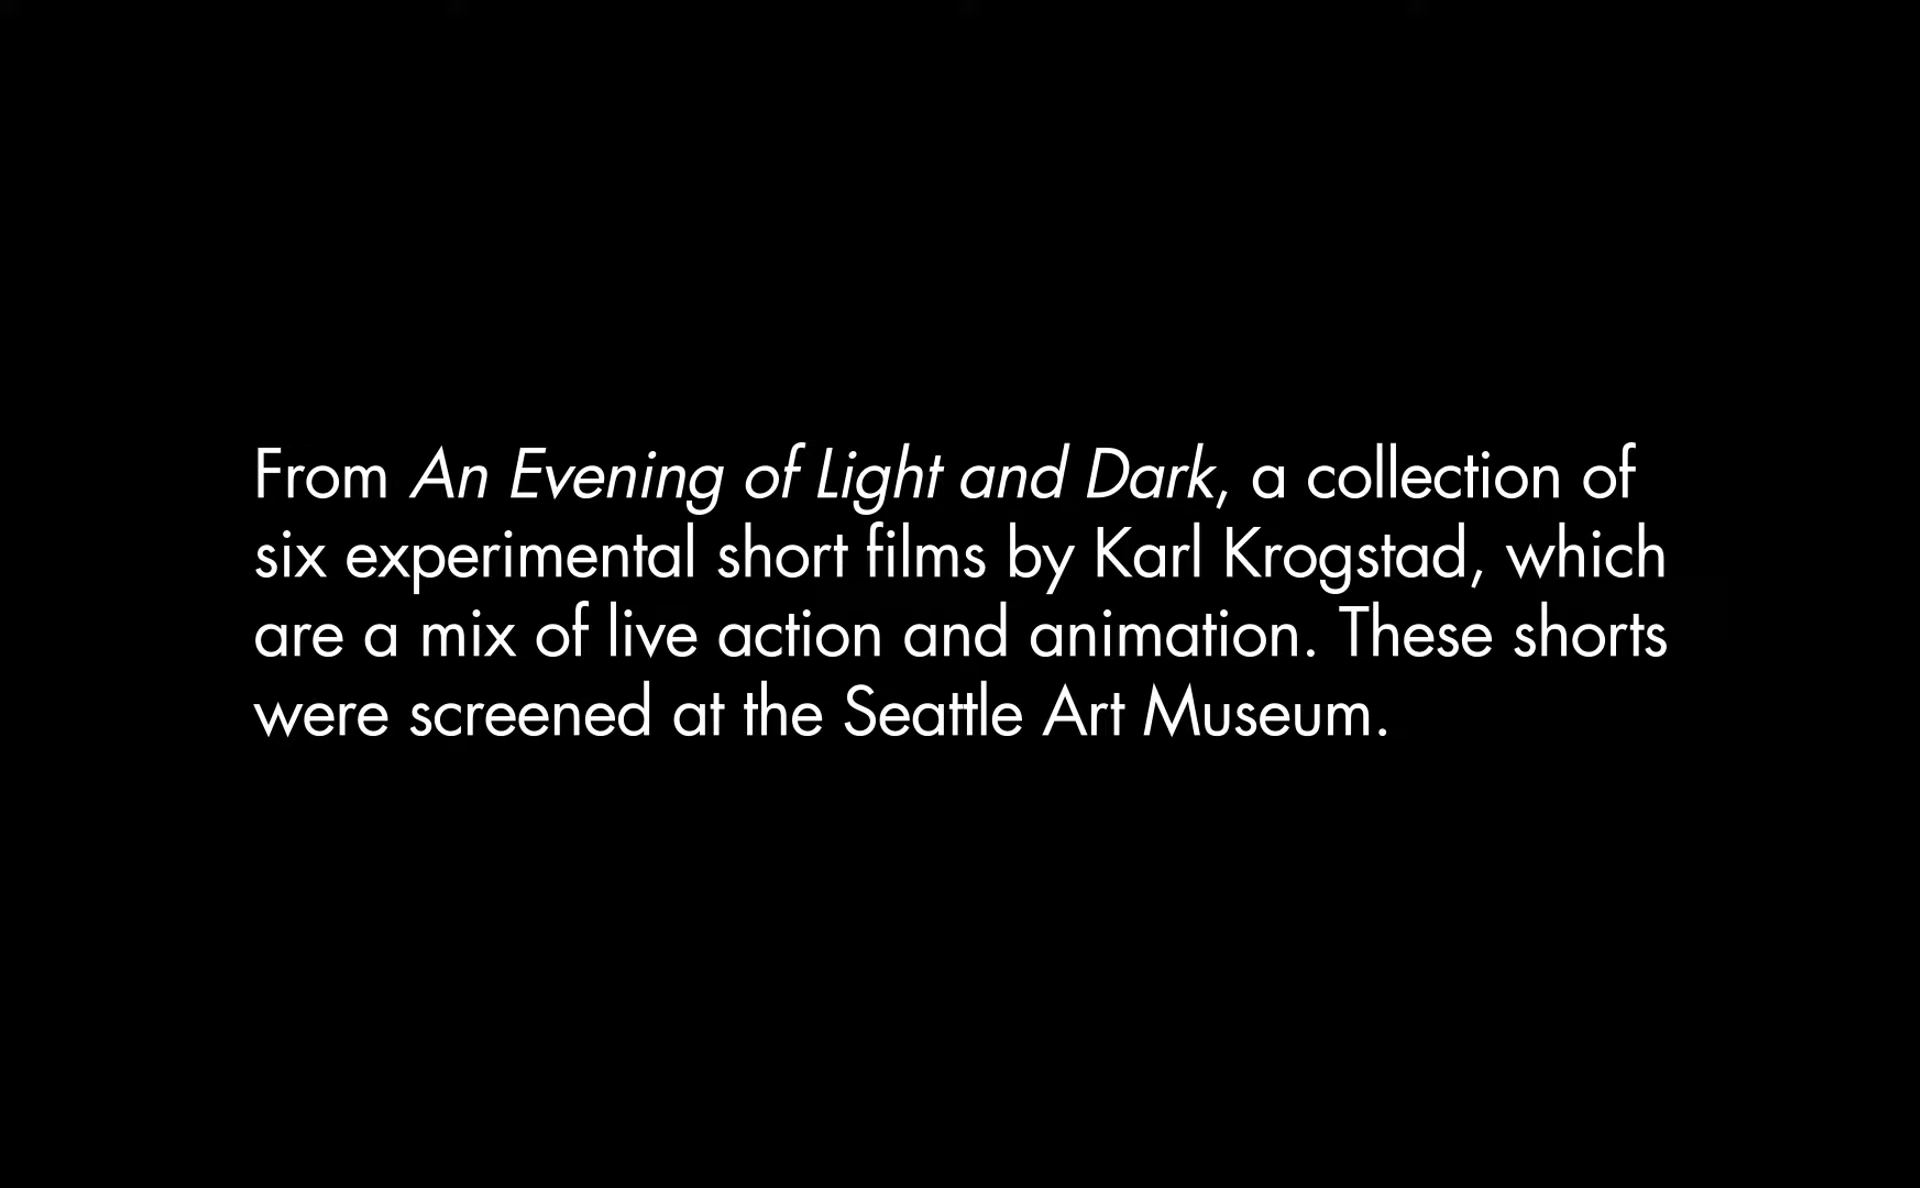 From An Evening of Light and Dark, a collection of
six experimental short films by Karl Krogstad, which
are a mix of live action and animation. These shorts
were screened at the Seattle Art Museum.